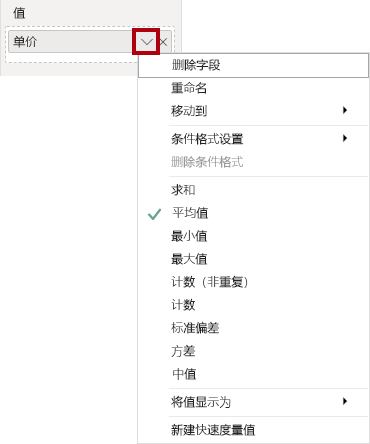 值
单价
删除字段
重命名
移动到
条件格式设置
删除条件格式
求和
平均值
最小值
最大值
计数（非重复）
计数
标准偏差
方差
中值
将值显示为
新建快速度量值